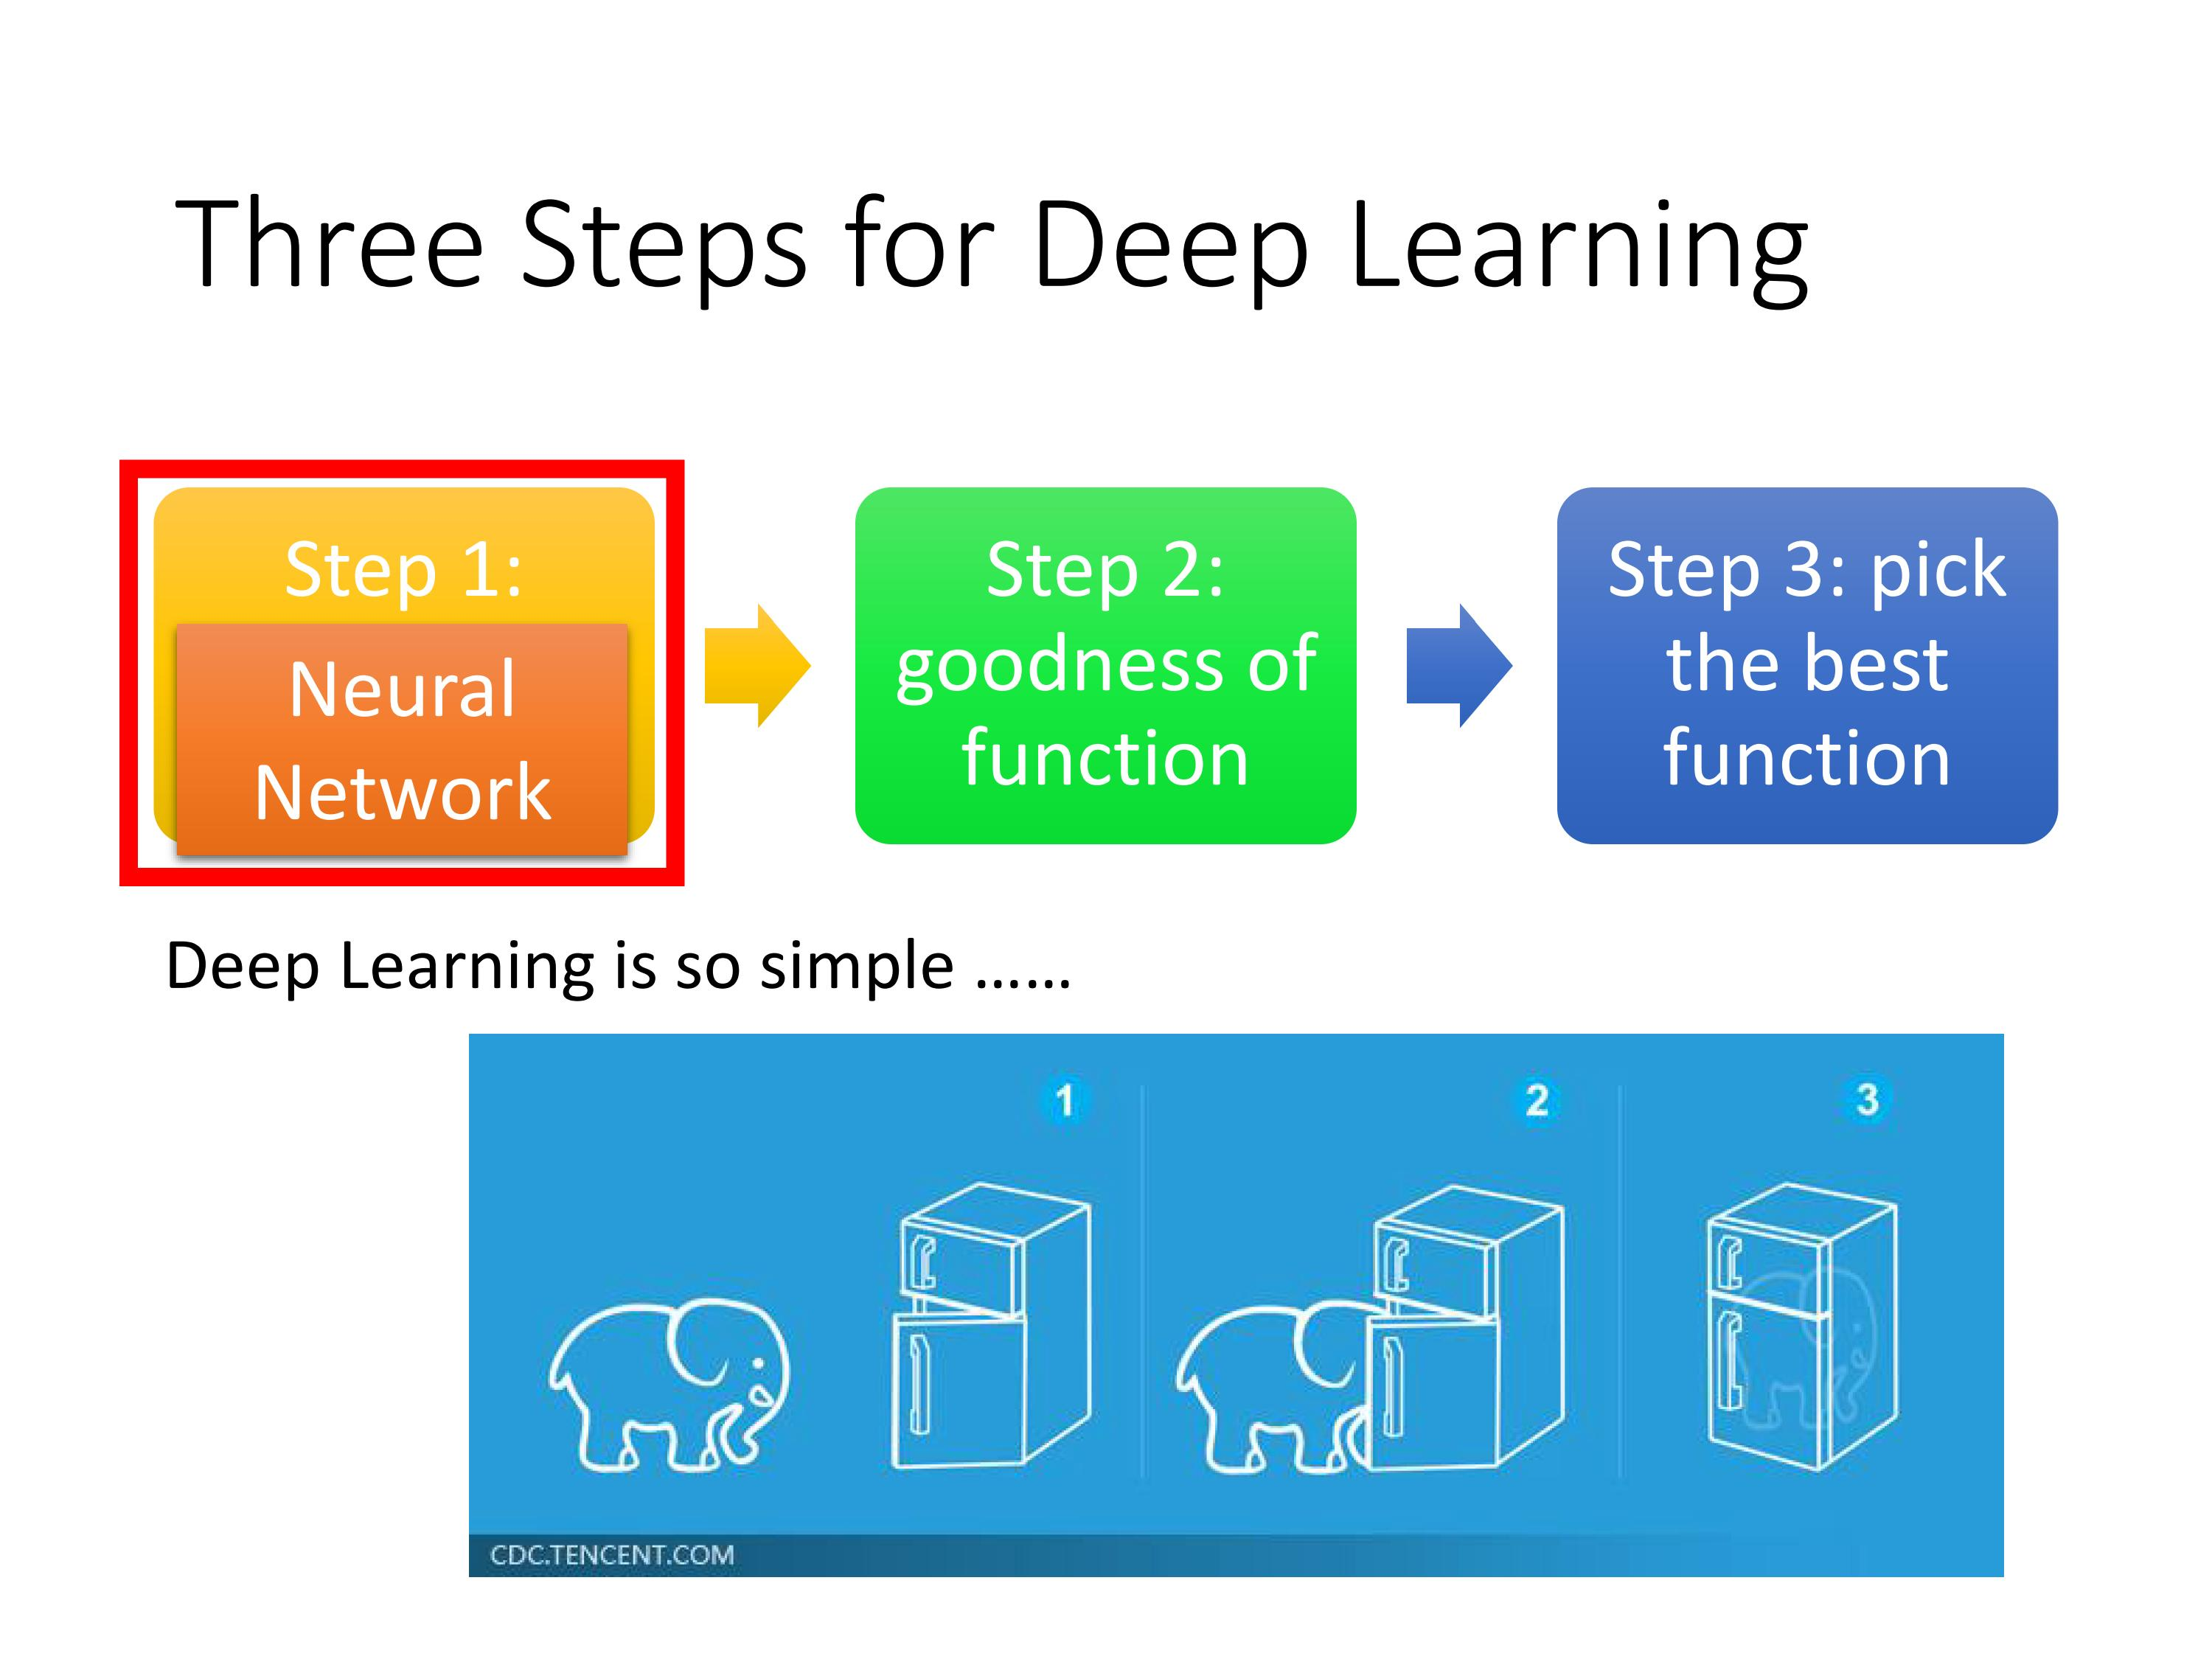 Three Steps for Deep Learning
Step 1:
Neural
Network
Step 2:
goodness of
function
Step 3: pick
the best
function
Deep Learning is so simple ……
1
2
3
CDC.TENCENT.COM